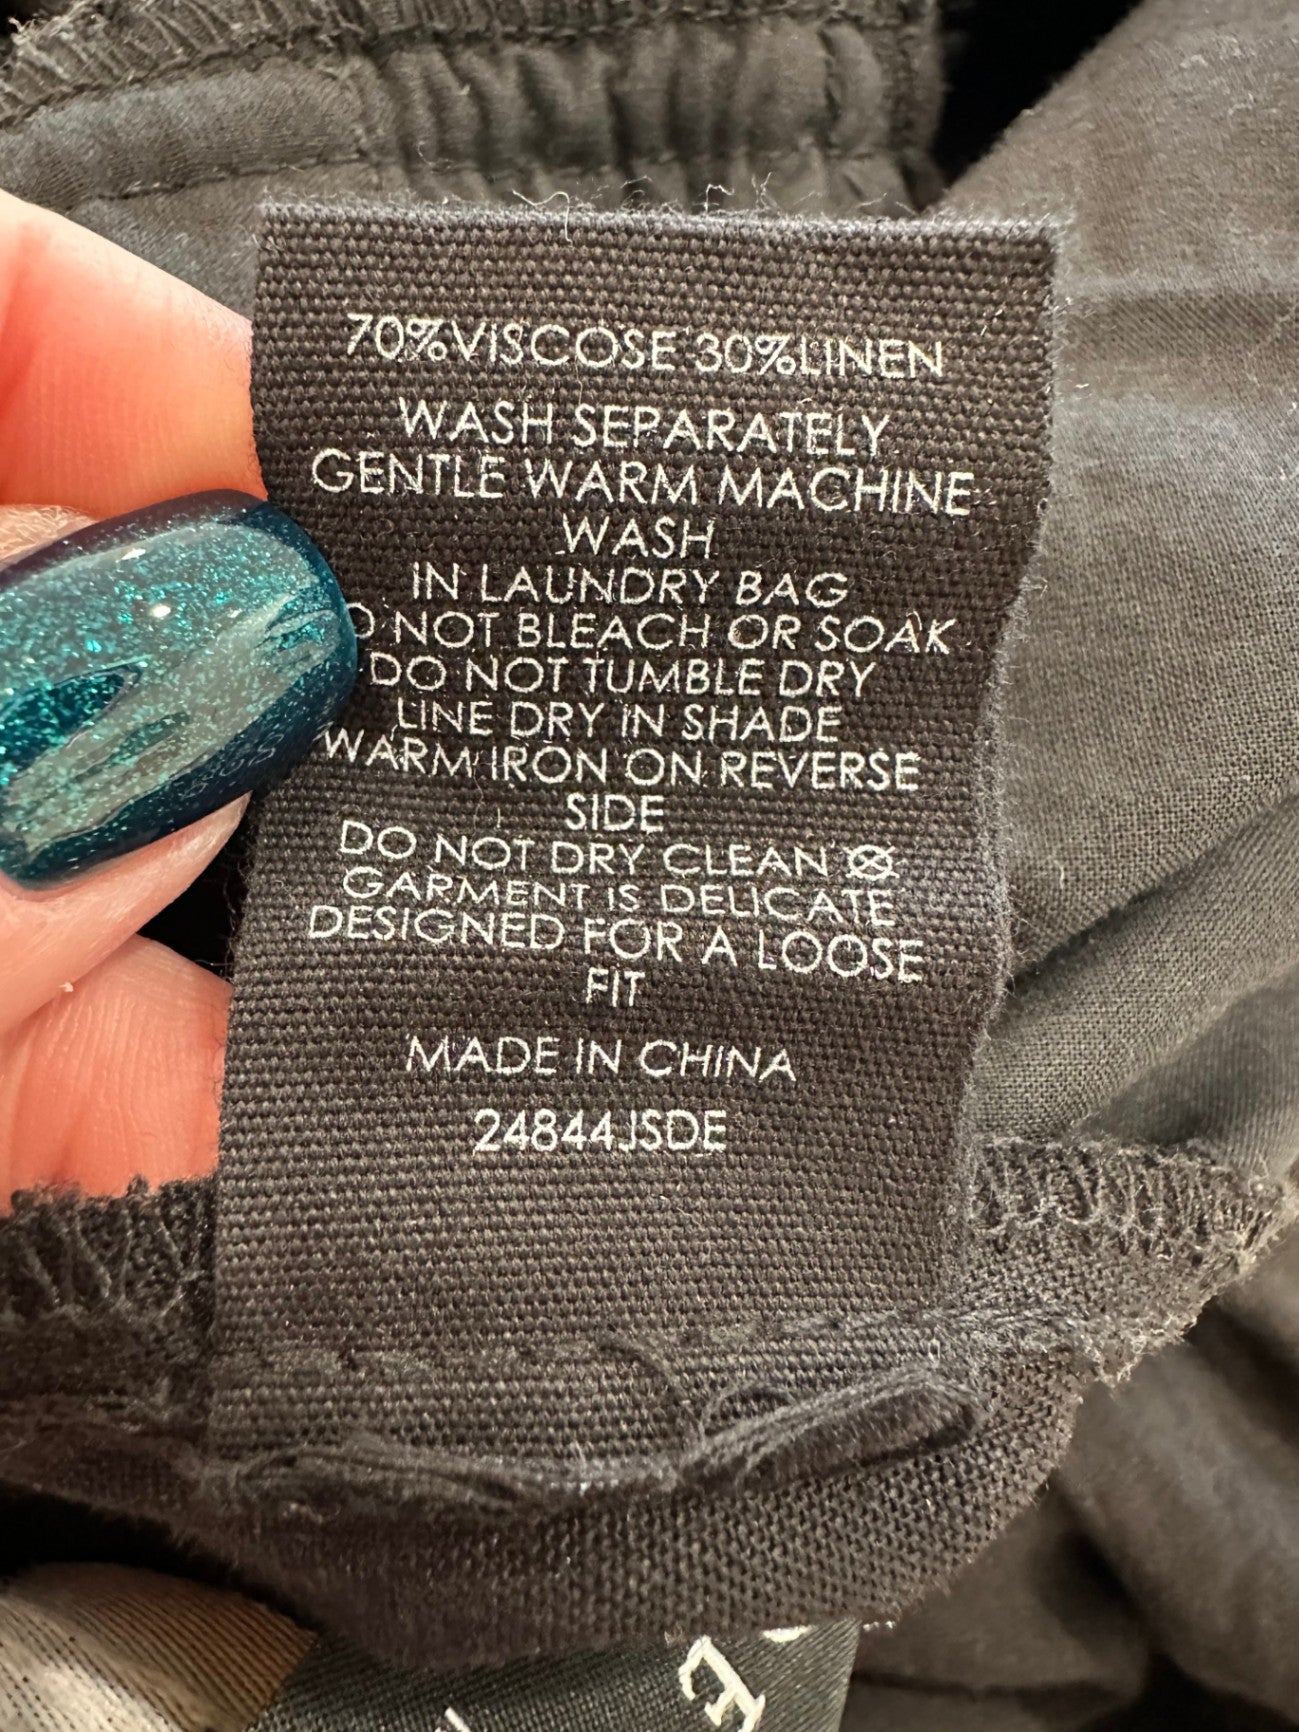 70%VISCOSE 30%LINEN
WASH SEPARATELY
GENTLE WARM MACHINE
WASH
IN LAUNDRY BAG
O NOT BLEACH OR SOAK
DO NOT TUMBLE DRY
LINE DRY IN SHADE
WARM IRON ON REVERSE
SIDE
DO NOT DRY CLEAN
GARMENT IS DELICATE
DESIGNED FOR A LOOSE
FIT
MADE IN CHINA
24844JSDE